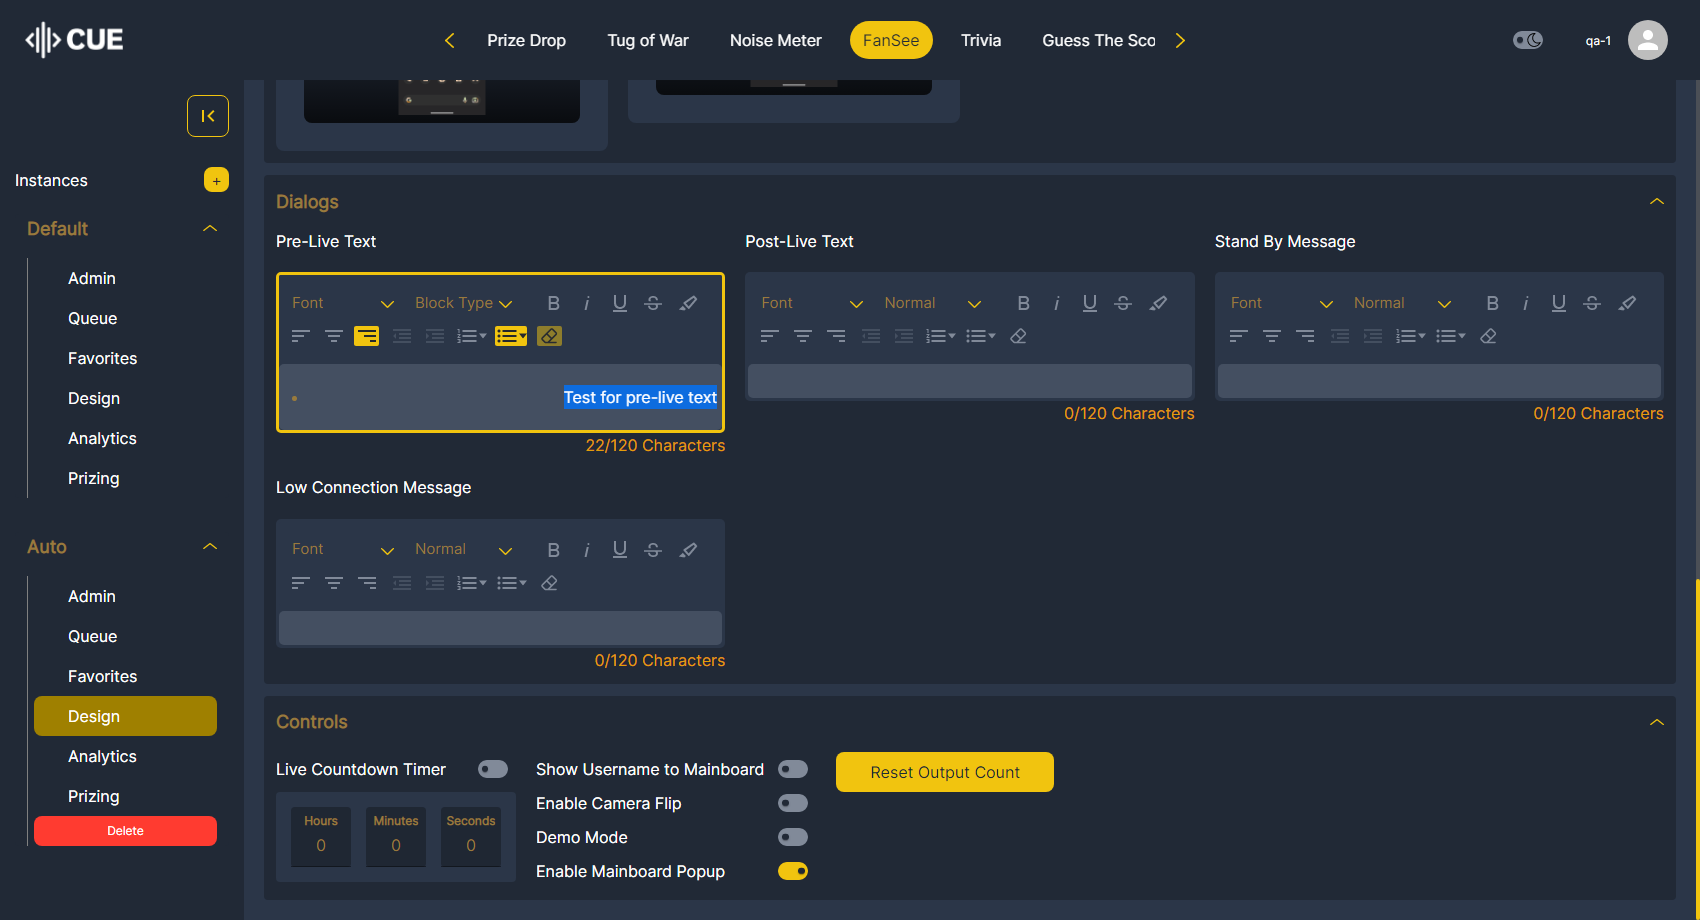 CUE
Prize Drop
Tug of War
Noise Meter
FanSee
Trivia
Guess The Sco
qa-1
Instances
+
Default
Admin
Queue
Favorites
Design
Analytics
Prizing
Auto
Admin
Queue
Favorites
Design
Analytics
Prizing
Delete
Dialogs
Pre-Live Text
Font
Block Type
B
i
U
S
Test for pre-live text
22/120 Characters
Post-Live Text
Font
Normal
B
i
U
S
0/120 Characters
Stand By Message
Font
Normal
B
i
U
S
0/120 Characters
Low Connection Message
Font
Normal
B
i
U
S
0/120 Characters
Controls
Live Countdown Timer
Hours
Minutes
Seconds
0
0
0
Show Username to Mainboard
Enable Camera Flip
Demo Mode
Enable Mainboard Popup
Reset Output Count